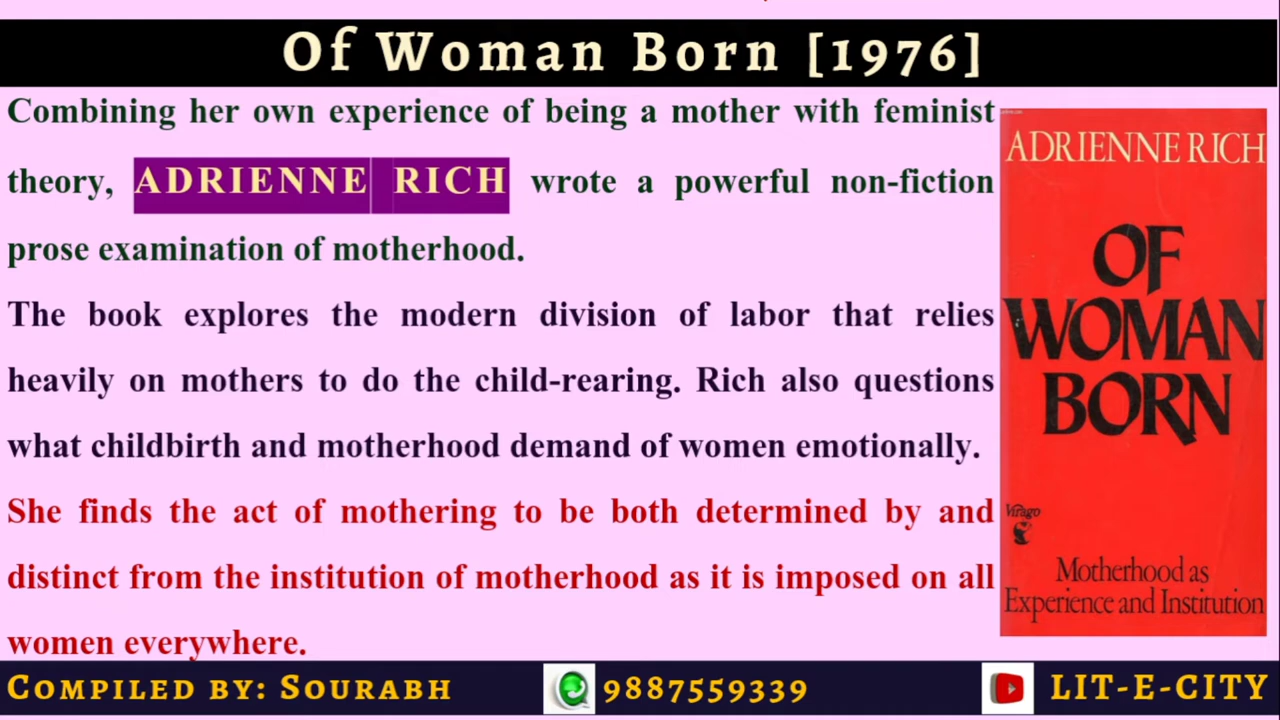 Of Woman Born [1976]
Combining her own experience of being a mother with feminist
theory, ADRIENNE RICH wrote a powerful non-fiction
prose examination of motherhood.
The book explores the modern division of labor that relies
heavily on mothers to do the child-rearing. Rich also questions
what childbirth and motherhood demand of women emotionally.
She finds the act of mothering to be both determined by and
distinct from the institution of motherhood as it is imposed on all
women everywhere.
ADRIENNE RICH
OF
WOMAN
BORN
Virago
Motherhood as
Experience and Institution
COMPILED BY: SOURABH
9887559339
LIT-E-CITY